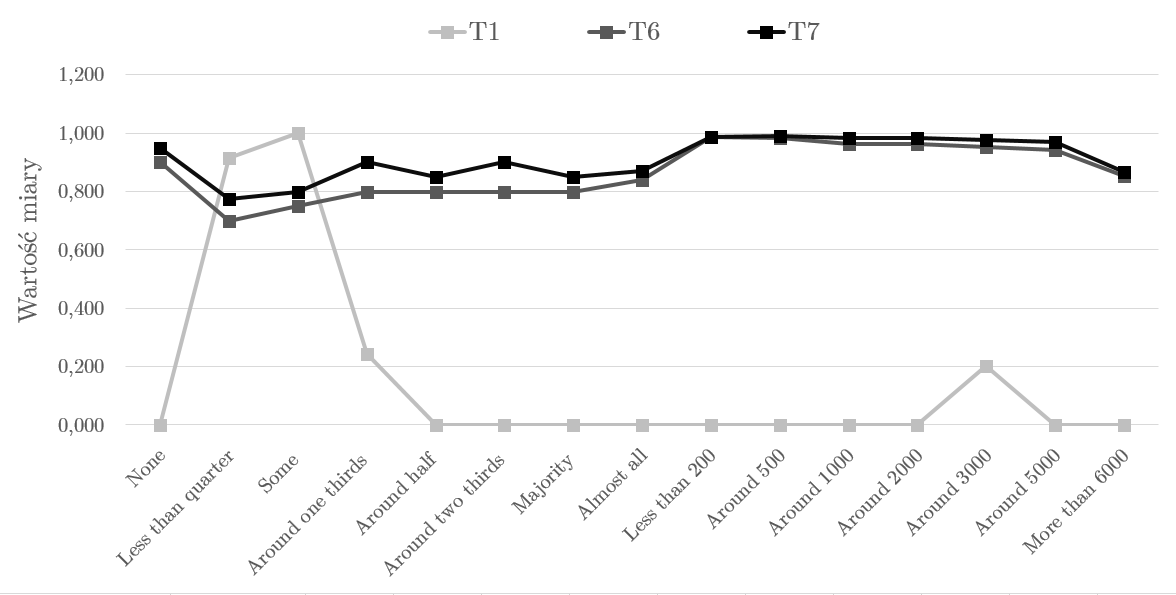 T1 T6 T7
Wartość miary
1,200
1,000
0,800
0,600
0,400
0,200
0,000
None
Less than quarter
Some
Around one thirds
Around half
Around two thirds
Majority
Almost all
Less than 200
Around 500
Around 1000
Around 2000
Around 3000
Around 5000
More than 6000